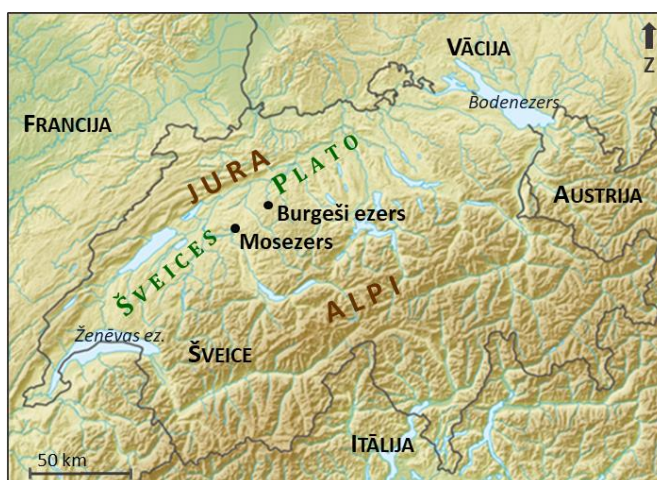 VĀCIJA
Z
Bodenezers
FRANCIJA
JURA
PLATO
AUSTRIJA
Burgeši ezers
Mosezers
ŠVEICES
ALPI
Ženēvas ez.
ŠVEICE
ITĀLIJA
50 km